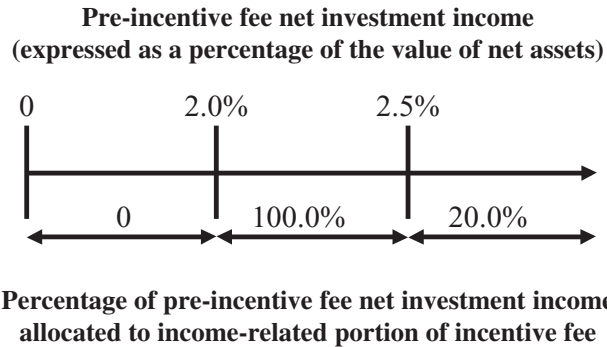 Pre-incentive fee net investment income
(expressed as a percentage of the value of net assets)
0 2.0% 2.5%
0 100.0% 20.0%
Percentage of pre-incentive fee net investment income
allocated to income-related portion of incentive fee